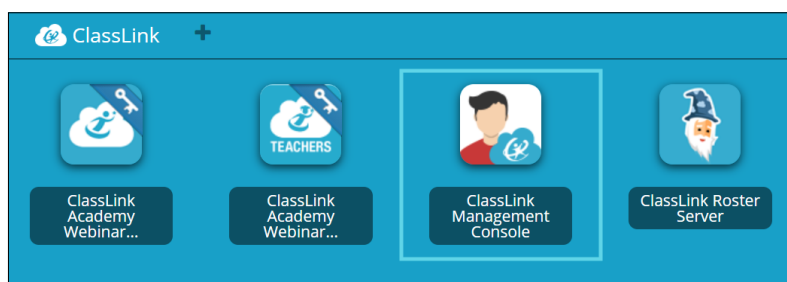 ClassLink +
TEACHERS
ClassLink
Academy
Webinar...
ClassLink
Academy
Webinar...
ClassLink
Management
Console
ClassLink Roster
Server